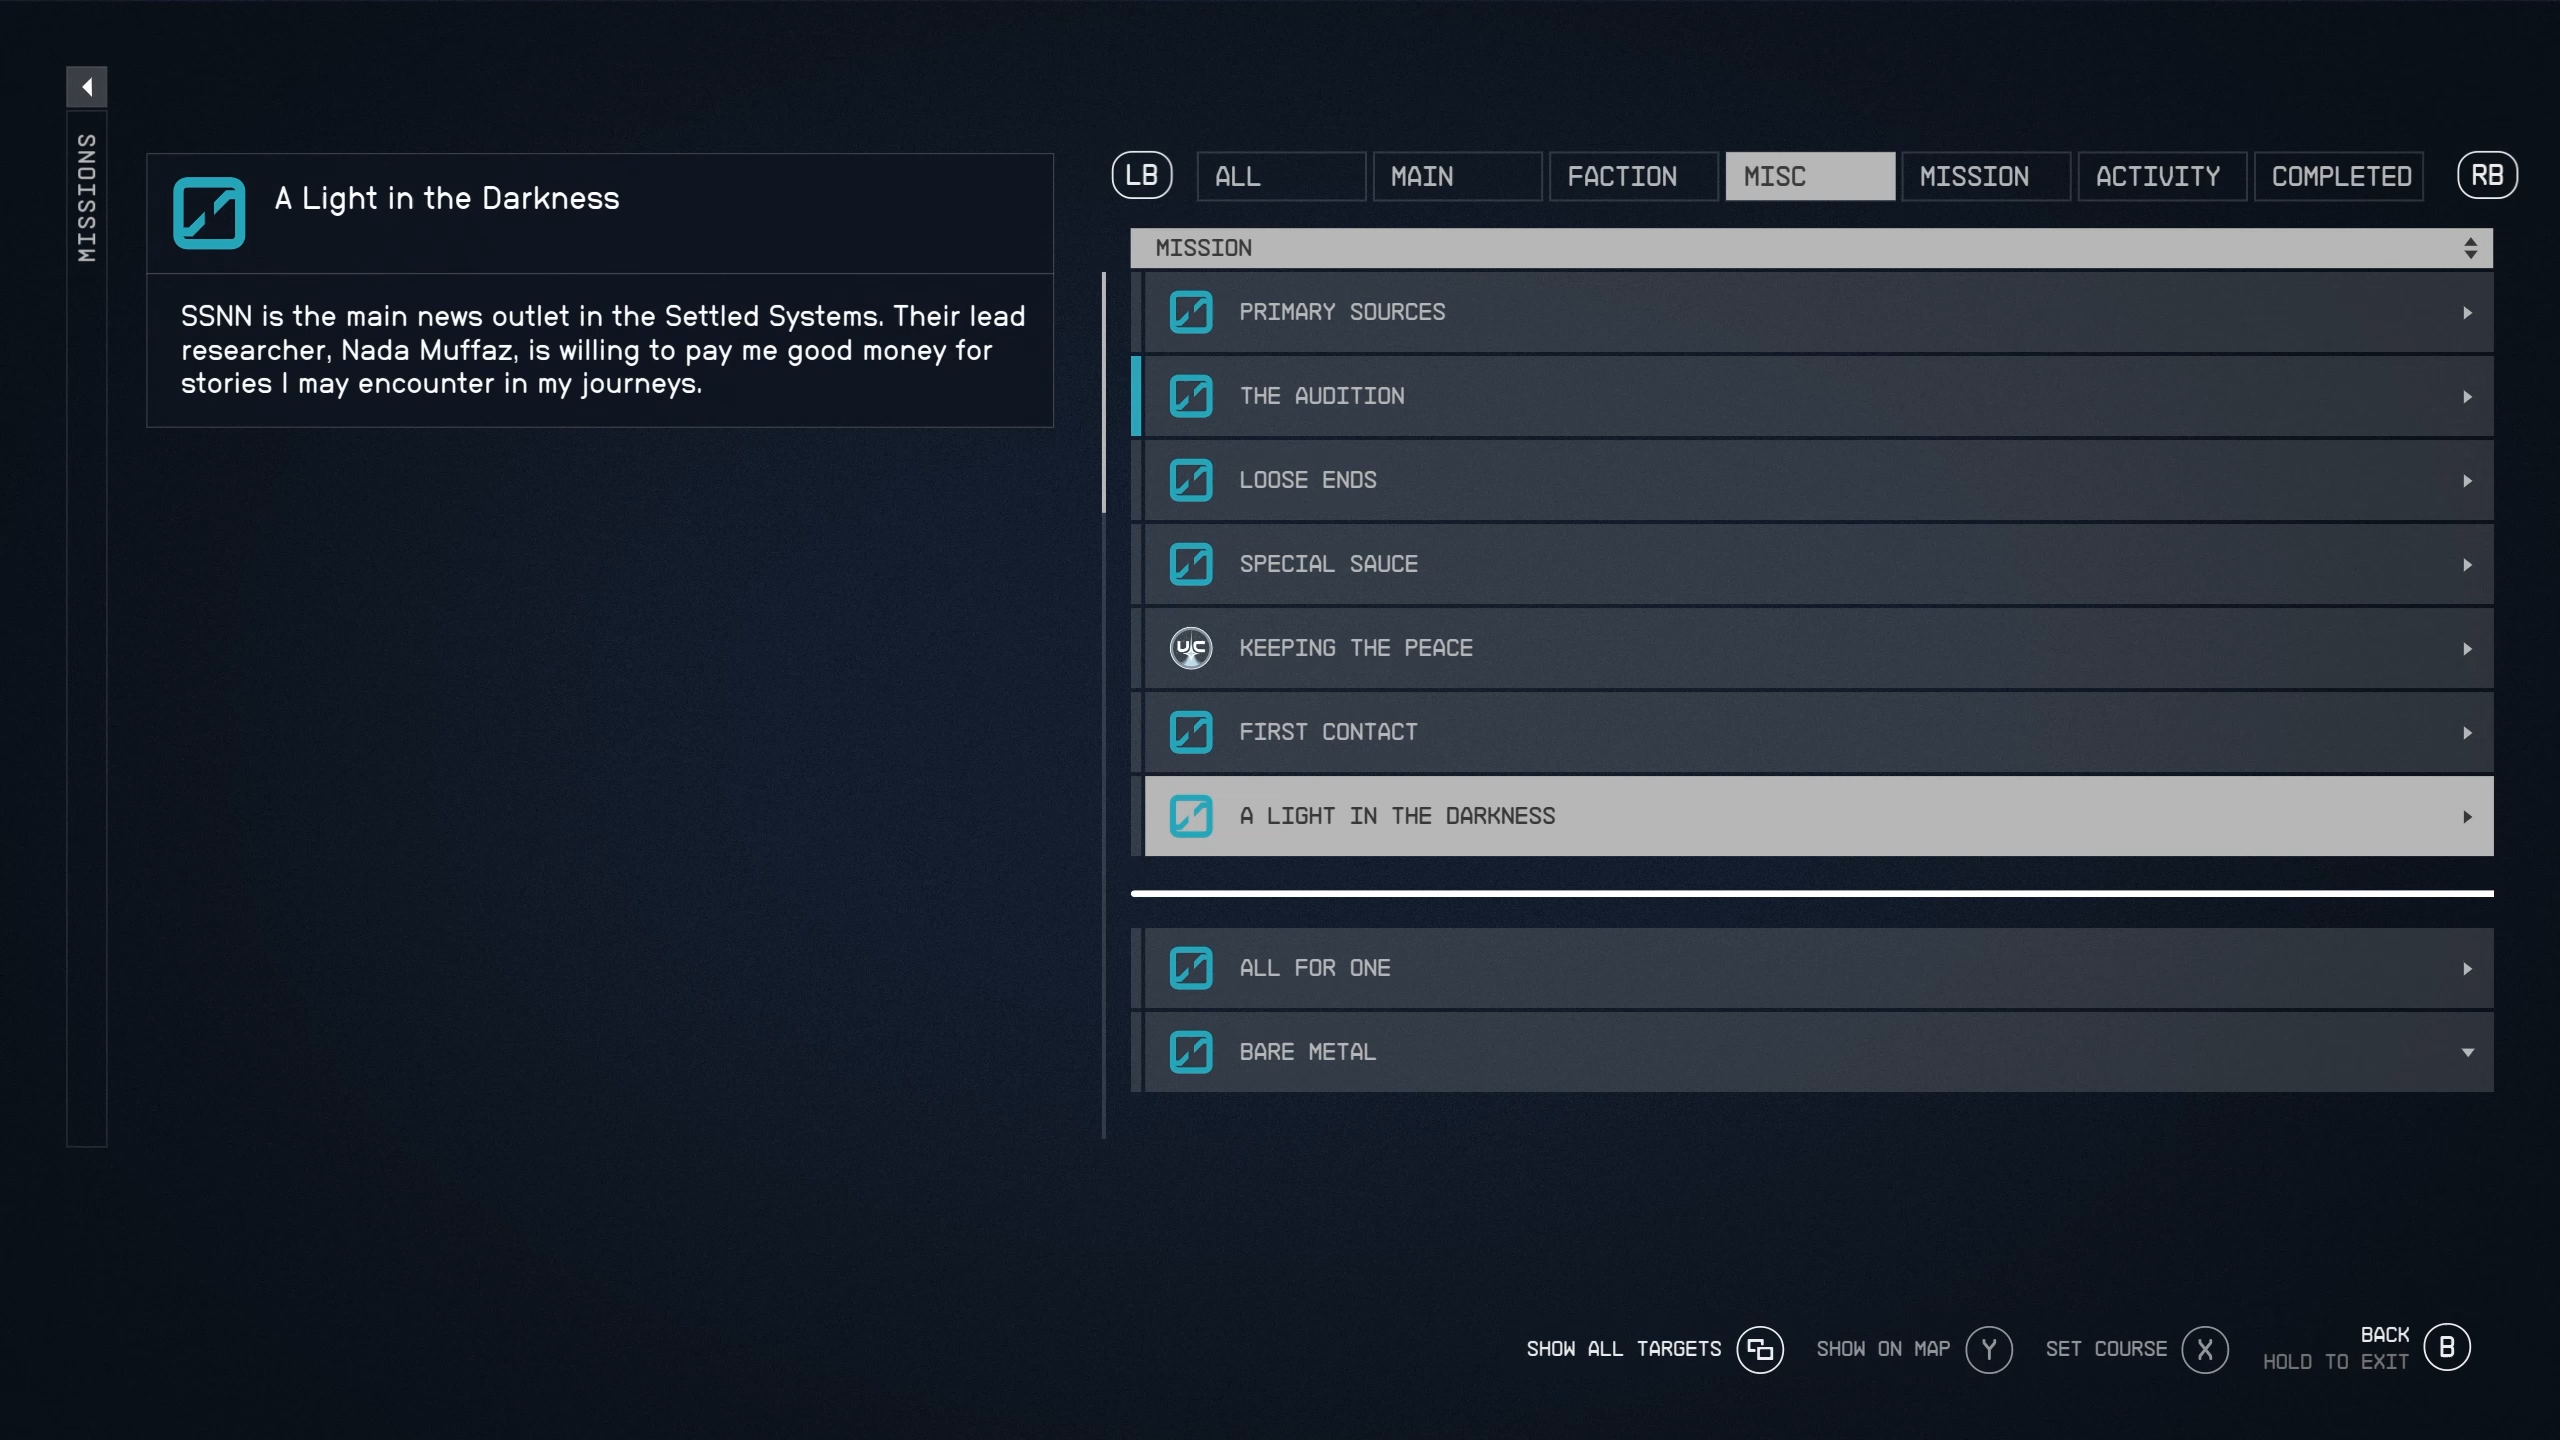 MISSIONS
A Light in the Darkness
SSNN is the main news outlet in the Settled Systems. Their lead
researcher, Nada Muffaz, is willing to pay me good money for
stories I may encounter in my journeys.
LB ALL MAIN FACTION MISC MISSION ACTIVITY COMPLETED RB
MISSION
PRIMARY SOURCES
THE AUDITION
LOOSE ENDS
SPECIAL SAUCE
UC KEEPING THE PEACE
FIRST CONTACT
A LIGHT IN THE DARKNESS
ALL FOR ONE
BARE METAL
SHOW ALL TARGETS SHOW ON MAP Y SET COURSE X BACK B
HOLD TO EXIT